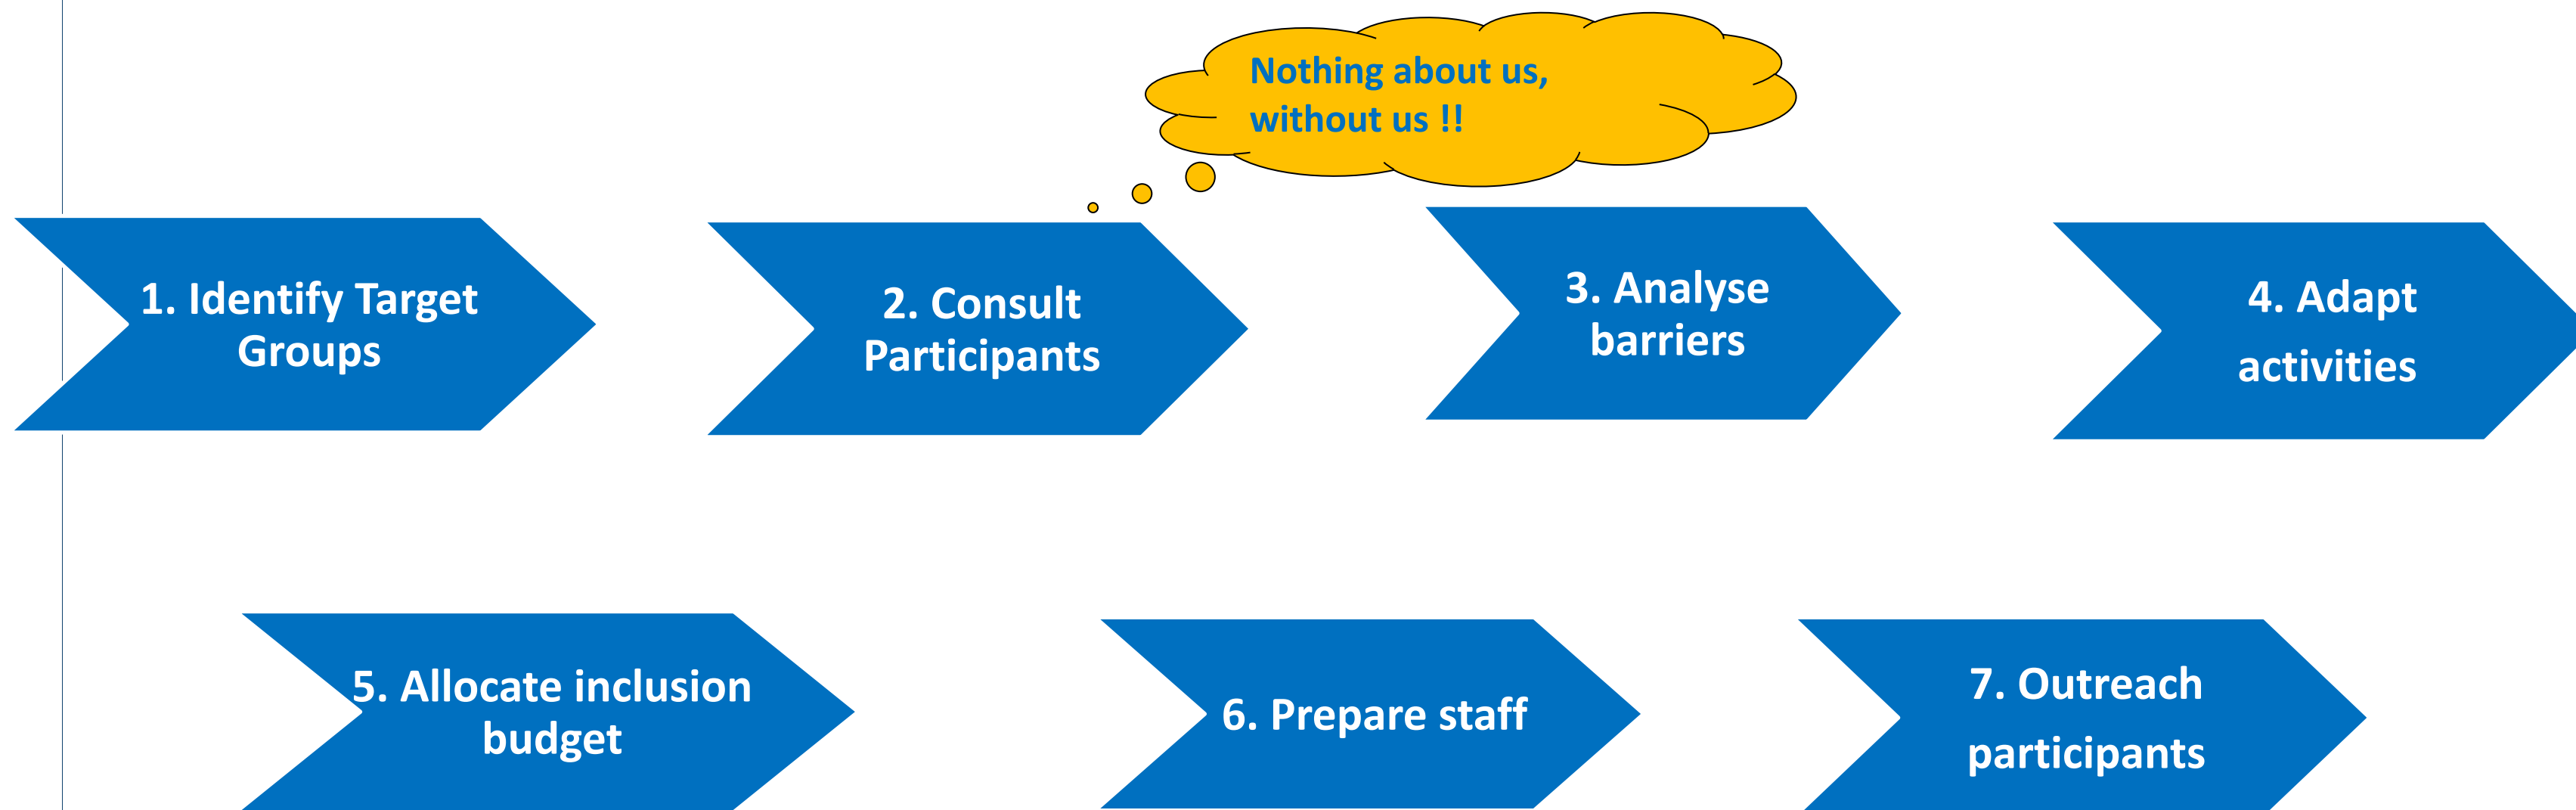 Nothing about us,
without us !!
1. Identify Target
Groups
2. Consult
Participants
3. Analyse
barriers
4. Adapt
activities
5. Allocate inclusion
budget
6. Prepare staff
7. Outreach
participants